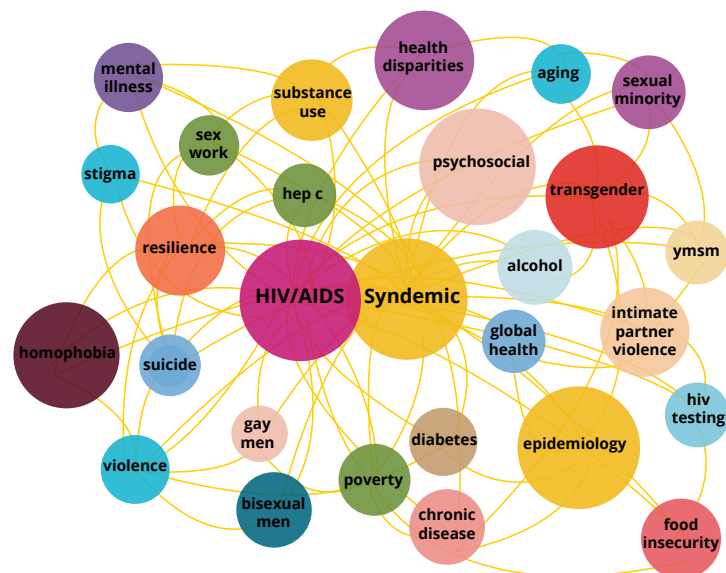 health
disparities
mental
illness
aging
sexual
minority
substance
use
sex
work
psychosocial
stigma
hep c
transgender
resilience
ymsm
alcohol
HIV/AIDS
Syndemic
intimate
partner
violence
global
health
homophobia
suicide
hiv
testing
gay
men
diabetes
epidemiology
violence
poverty
bisexual
men
chronic
disease
food
insecurity